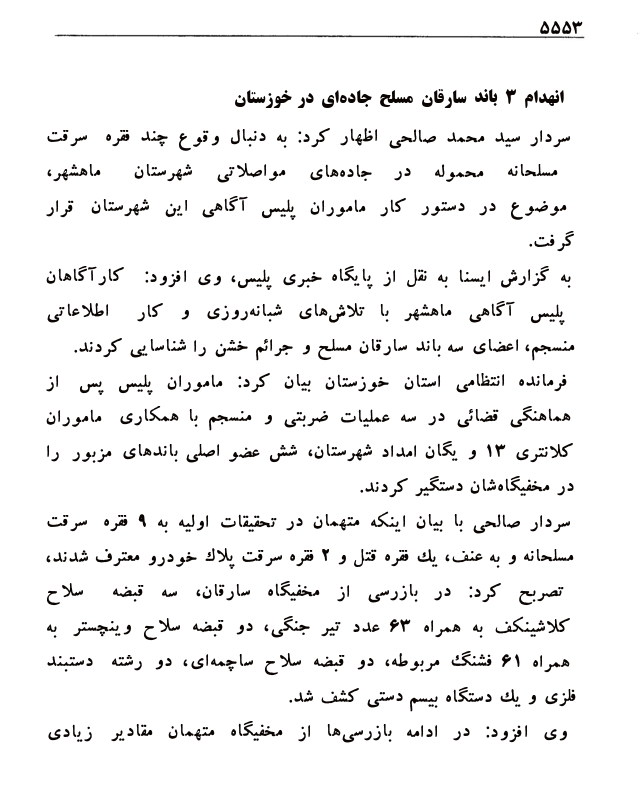 ۵۵۵۳
انهدام ۳ باند سارقان مسلح جاده‌ای در خوزستان
سردار سید محمد صالحی اظهار کرد: به دنبال وقوع چند فقره سرقت
مسلحانه محموله در جاده‌های مواصلاتی شهرستان ماهشهر،
موضوع در دستور کار ماموران پلیس آگاهی این شهرستان قرار
گرفت.
به گزارش ایسنا به نقل از پایگاه خبری پلیس، وی افزود: کارآگاهان
پلیس آگاهی ماهشهر با تلاش‌های شبانه‌روزی و کار اطلاعاتی
منسجم، اعضای سه باند سارقان مسلح و جرائم خشن را شناسایی کردند.
فرمانده انتظامی استان خوزستان بیان کرد: ماموران پلیس پس از
هماهنگی قضائی در سه عملیات ضربتی و منسجم با همکاری ماموران
کلانتری ۱۳ و یگان امداد شهرستان، شش عضو اصلی باندهای مزبور را
در مخفیگاه‌شان دستگیر کردند.
سردار صالحی با بیان اینکه متهمان در تحقیقات اولیه به ۹ فقره سرقت
مسلحانه و به عنف، یك فقره قتل و ۲ فقره سرقت پلاك خودرو معترف شدند،
تصریح کرد: در بازرسی از مخفیگاه سارقان، سه قبضه سلاح
کلاشینکف به همراه ۶۳ عدد تیر جنگی، دو قبضه سلاح وینچستر به
همراه ۶۱ فشنگ مربوطه، دو قبضه سلاح ساچمه‌ای، دو رشته دستبند
فلزی و یك دستگاه بیسم دستی کشف شد.
وی افزود: در ادامه بازرسی‌ها از مخفیگاه متهمان مقادیر زیادی